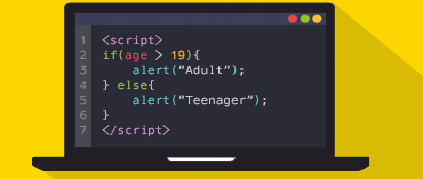 1 <script>
2 if(age > 19){
3 alert("Adult");
4 } else{
5 alert("Teenager");
6 }
7 </script>